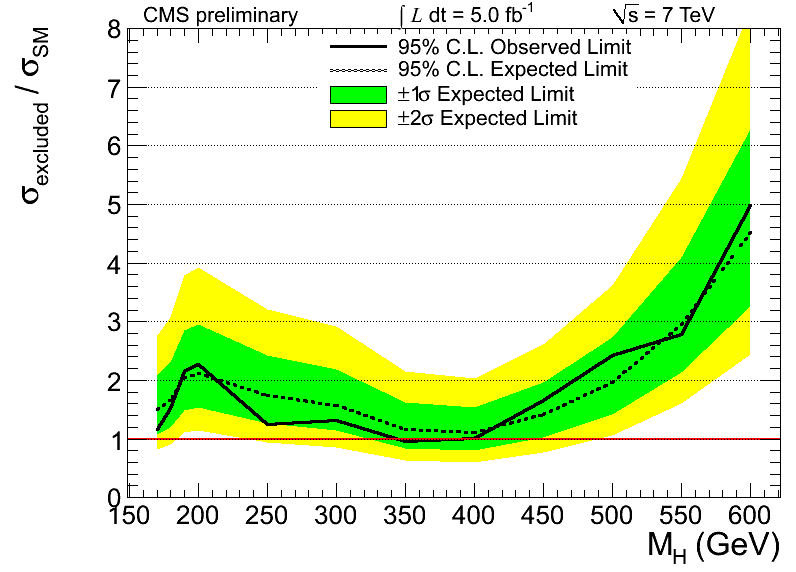 CMS preliminary ∫ L dt = 5.0 fb⁻¹ √s = 7 TeV
95% C.L. Observed Limit
95% C.L. Expected Limit
±1σ Expected Limit
±2σ Expected Limit
σexcluded / σSM
8
7
6
5
4
3
2
1
0
150 200 250 300 350 400 450 500 550 600
M_H (GeV)